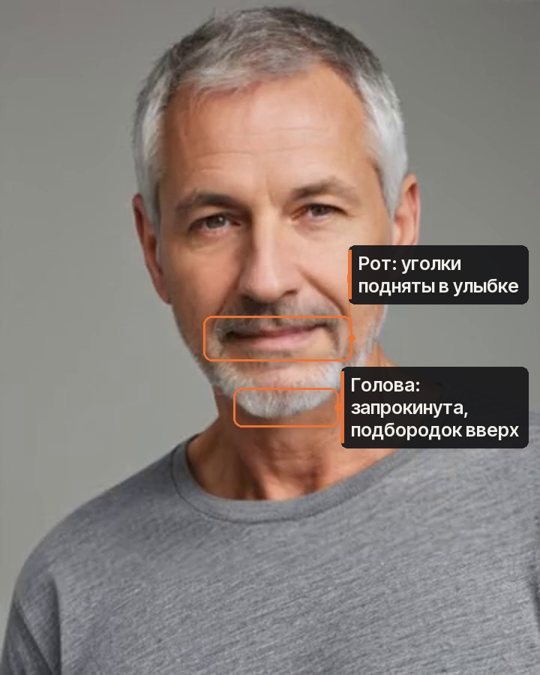 Рот: уголки
подняты в улыбке
Голова:
запрокинута,
подбородок вверх